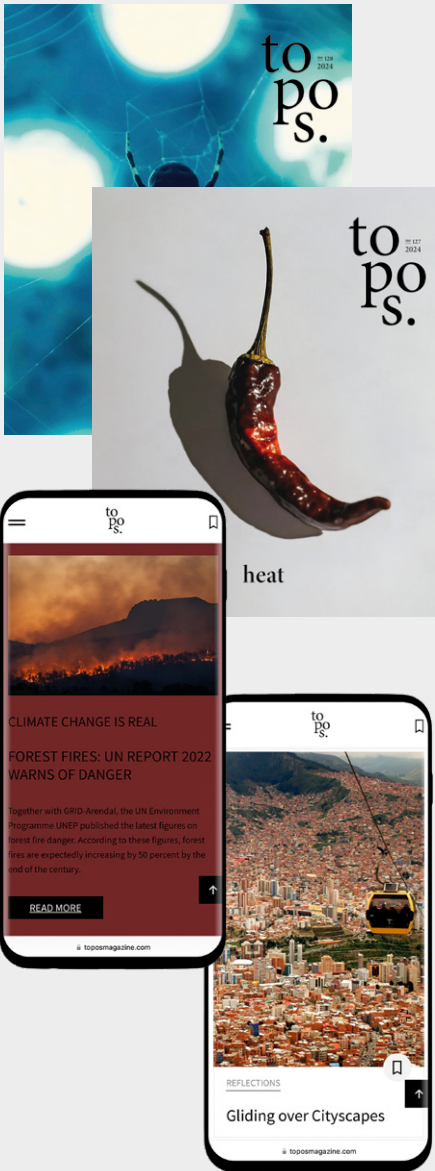 to
po
s.
128
2024
to
po
s.
127
2024
heat
to
po
s.
CLIMATE CHANGE IS REAL
FOREST FIRES: UN REPORT 2022
WARNS OF DANGER
Together with GRID-Arendal, the UN Environment
Programme UNEP published the latest figures on
forest fire danger. According to these figures, forest
fires are expectedly increasing by 50 percent by the
end of the century.
READ MORE
toposmagazine.com
to
po
s.
REFLECTIONS
Gliding over Cityscapes
toposmagazine.com